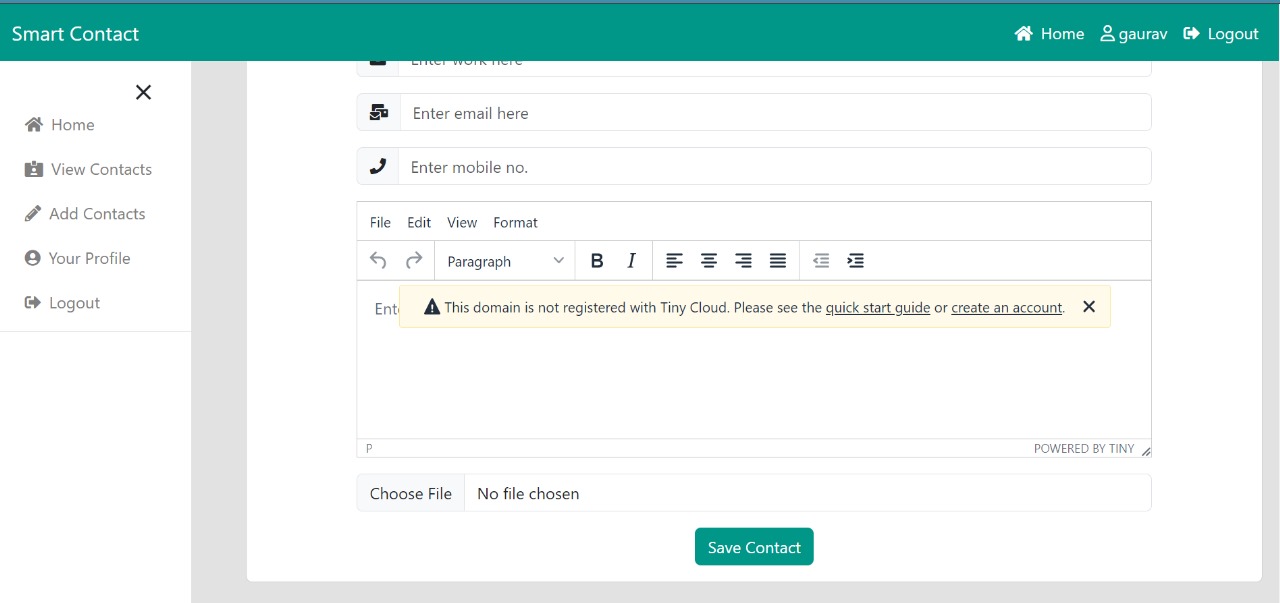 Smart Contact
Home gaurav Logout
Home
View Contacts
Add Contacts
Your Profile
Logout
Enter work here
Enter email here
Enter mobile no.
File Edit View Format
Paragraph B I
Ente
This domain is not registered with Tiny Cloud. Please see the quick start guide or create an account.
P
POWERED BY TINY
Choose File No file chosen
Save Contact